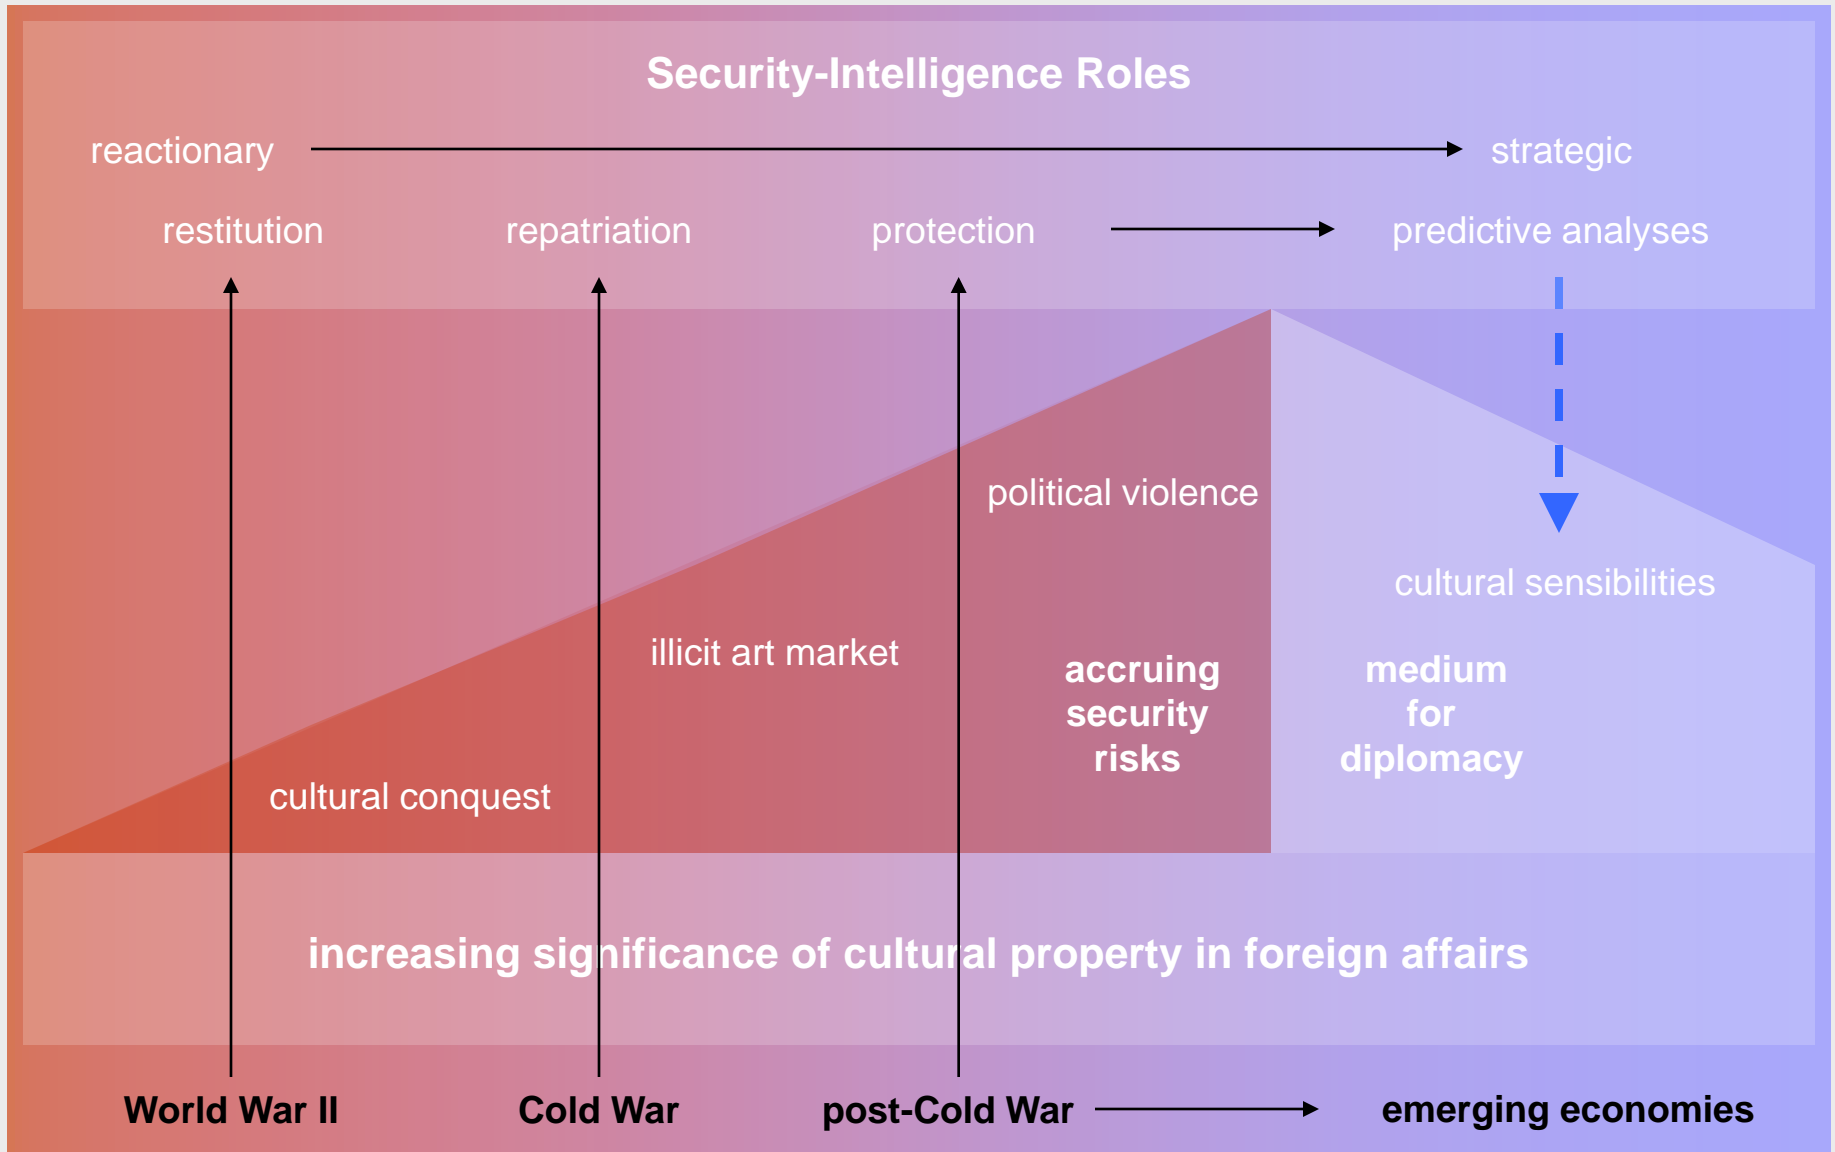 Security-Intelligence Roles
reactionary
strategic
restitution
repatriation
protection
predictive analyses
political violence
cultural sensibilities
illicit art market
accruing
security
risks
medium
for
diplomacy
cultural conquest
increasing significance of cultural property in foreign affairs
World War II
Cold War
post-Cold War
emerging economies